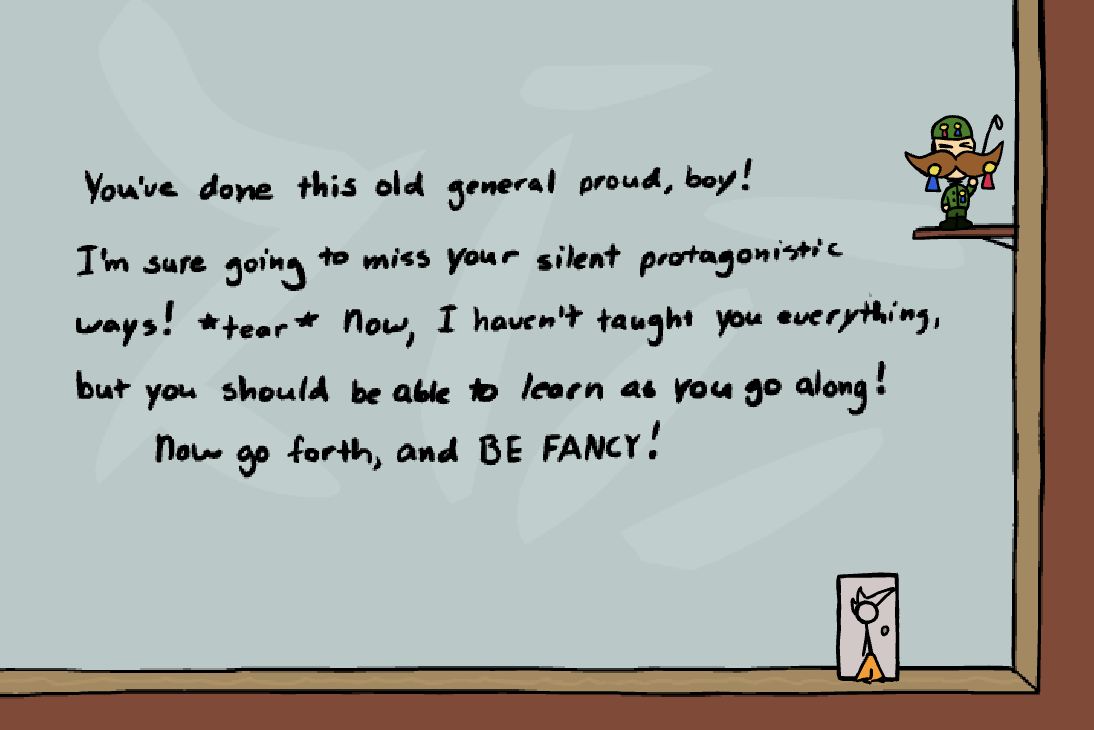 You've done this old general proud, boy!
I'm sure going to miss your silent protagonistic
ways! *tear* Now, I haven't taught you everything,
but you should be able to learn as you go along!
Now go forth, and BE FANCY!